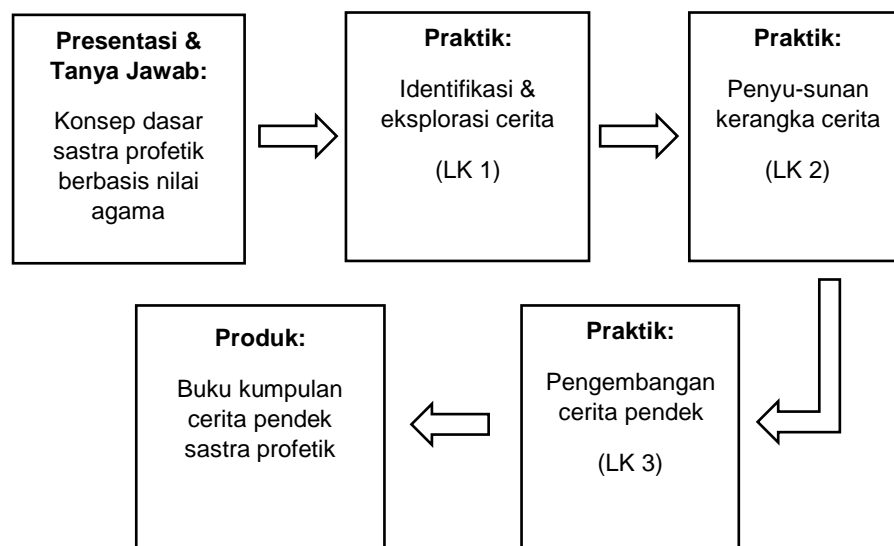 Presentasi &
Tanya Jawab:
Konsep dasar
sastra profetik
berbasis nilai
agama
Praktik:
Identifikasi &
eksplorasi cerita
(LK 1)
Praktik:
Penyu-sunan
kerangka cerita
(LK 2)
Praktik:
Pengembangan
cerita pendek
(LK 3)
Produk:
Buku kumpulan
cerita pendek
sastra profetik